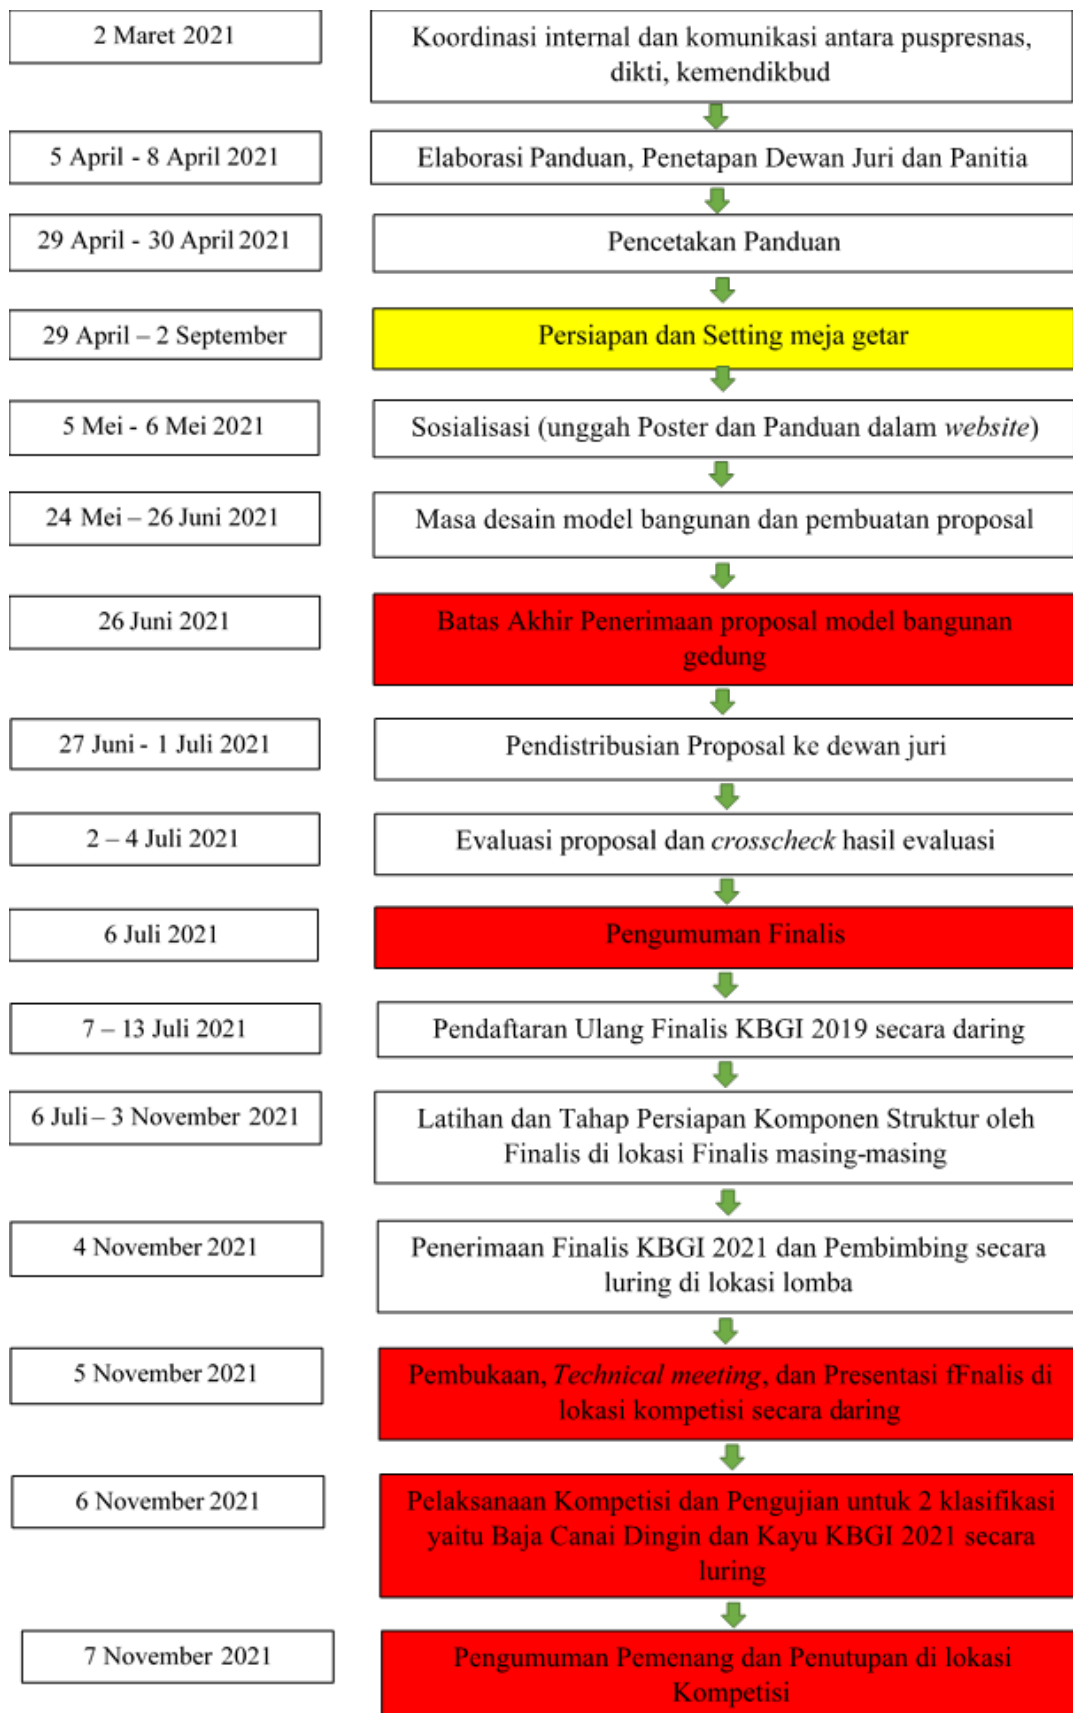 2 Maret 2021
Koordinasi internal dan komunikasi antara puspresnas,
dikti, kemendikbud
5 April - 8 April 2021
Elaborasi Panduan, Penetapan Dewan Juri dan Panitia
29 April - 30 April 2021
Pencetakan Panduan
29 April – 2 September
Persiapan dan Setting meja getar
5 Mei - 6 Mei 2021
Sosialisasi (unggah Poster dan Panduan dalam website)
24 Mei – 26 Juni 2021
Masa desain model bangunan dan pembuatan proposal
26 Juni 2021
Batas Akhir Penerimaan proposal model bangunan
gedung
27 Juni - 1 Juli 2021
Pendistribusian Proposal ke dewan juri
2 – 4 Juli 2021
Evaluasi proposal dan crosscheck hasil evaluasi
6 Juli 2021
Pengumuman Finalis
7 – 13 Juli 2021
Pendaftaran Ulang Finalis KBGI 2019 secara daring
6 Juli – 3 November 2021
Latihan dan Tahap Persiapan Komponen Struktur oleh
Finalis di lokasi Finalis masing-masing
4 November 2021
Penerimaan Finalis KBGI 2021 dan Pembimbing secara
luring di lokasi lomba
5 November 2021
Pembukaan, Technical meeting, dan Presentasi fFnalis di
lokasi kompetisi secara daring
6 November 2021
Pelaksanaan Kompetisi dan Pengujian untuk 2 klasifikasi
yaitu Baja Canai Dingin dan Kayu KBGI 2021 secara
luring
7 November 2021
Pengumuman Pemenang dan Penutupan di lokasi
Kompetisi